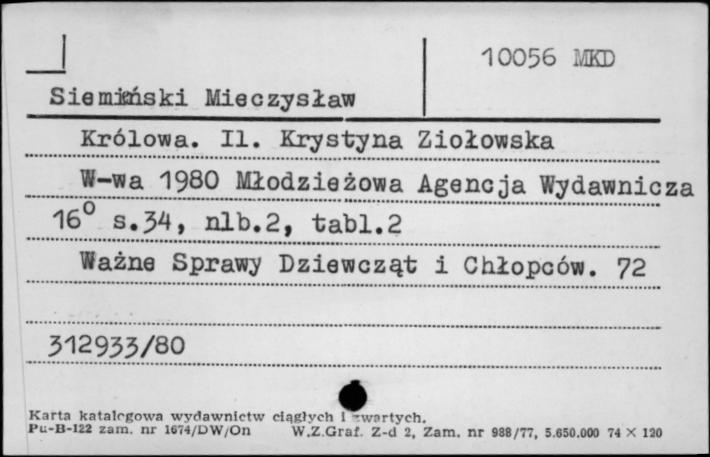 10056 MKD
Siemiński Mieczysław
Królowa. Il. Krystyna Ziołowska
W-wa 1980 Młodzieżowa Agencja Wydawnicza
16° s.34, nlb.2, tabl.2
Ważne Sprawy Dziewcząt i Chłopców. 72
312933/80
Karta katalogowa wydawnictw ciągłych i zwartych.
Pu-B-122 zam. nr 1674/DW/On W.Z.Graf. Z-d 2, Zam. nr 988/77, 5.650.000 74 × 120